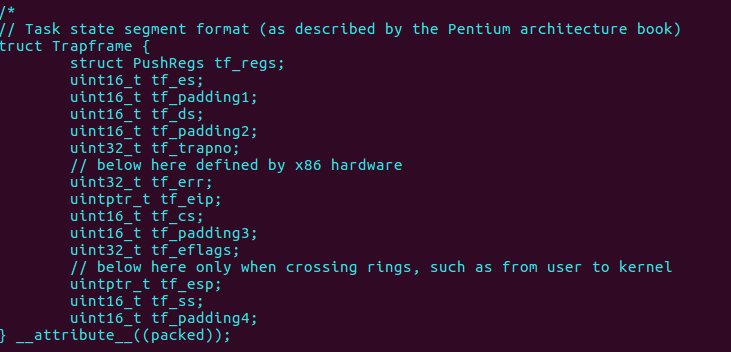 /*
// Task state segment format (as described by the Pentium architecture book)
truct Trapframe {
        struct PushRegs tf_regs;
        uint16_t tf_es;
        uint16_t tf_padding1;
        uint16_t tf_ds;
        uint16_t tf_padding2;
        uint32_t tf_trapno;
        // below here defined by x86 hardware
        uint32_t tf_err;
        uintptr_t tf_eip;
        uint16_t tf_cs;
        uint16_t tf_padding3;
        uint32_t tf_eflags;
        // below here only when crossing rings, such as from user to kernel
        uintptr_t tf_esp;
        uint16_t tf_ss;
        uint16_t tf_padding4;
} __attribute__((packed));